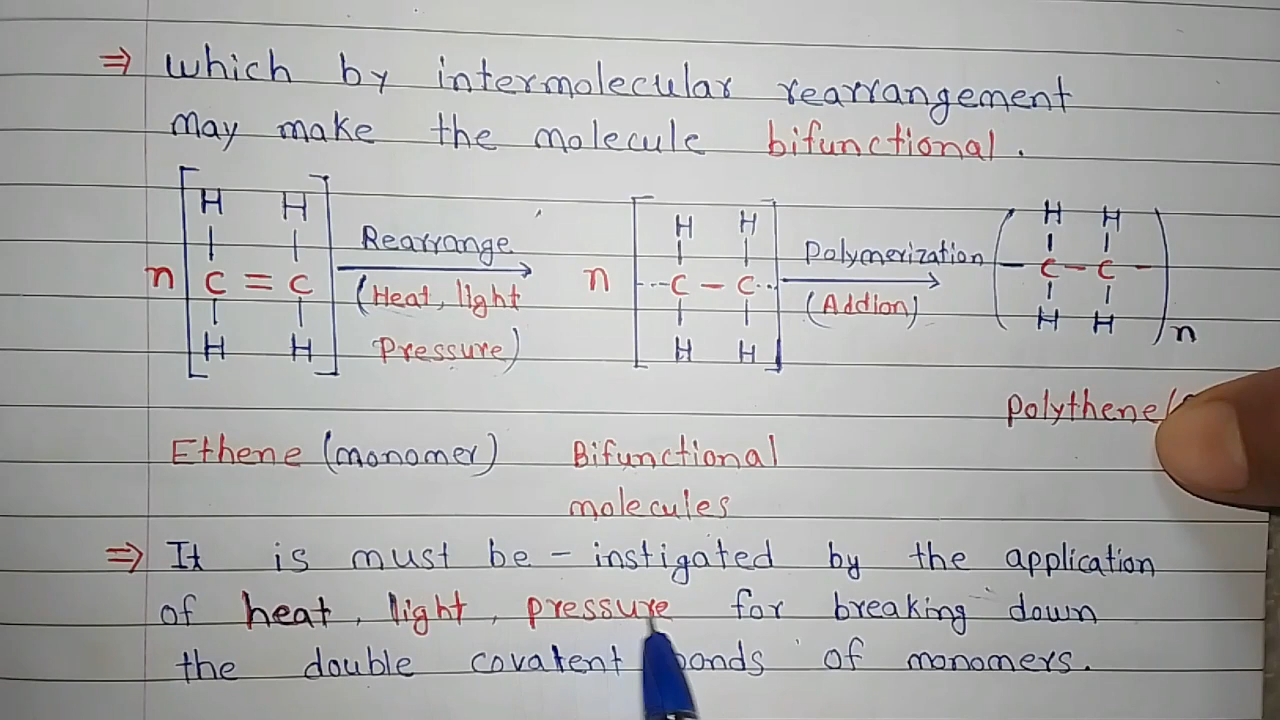 ⇒ which by intermolecular rearrangement
may make the molecule bifunctional.
H H H H H H
Rearrange Polymerization
n C = C n C - C - C - C -
(Heat, light (Addion)
H H H H H H
Pressure) n
polythene/
Ethene (monomer) Bifunctional
molecules
⇒ It is must be - instigated by the application
of heat, light, pressure for breaking down
the double covalent bonds of monomers.